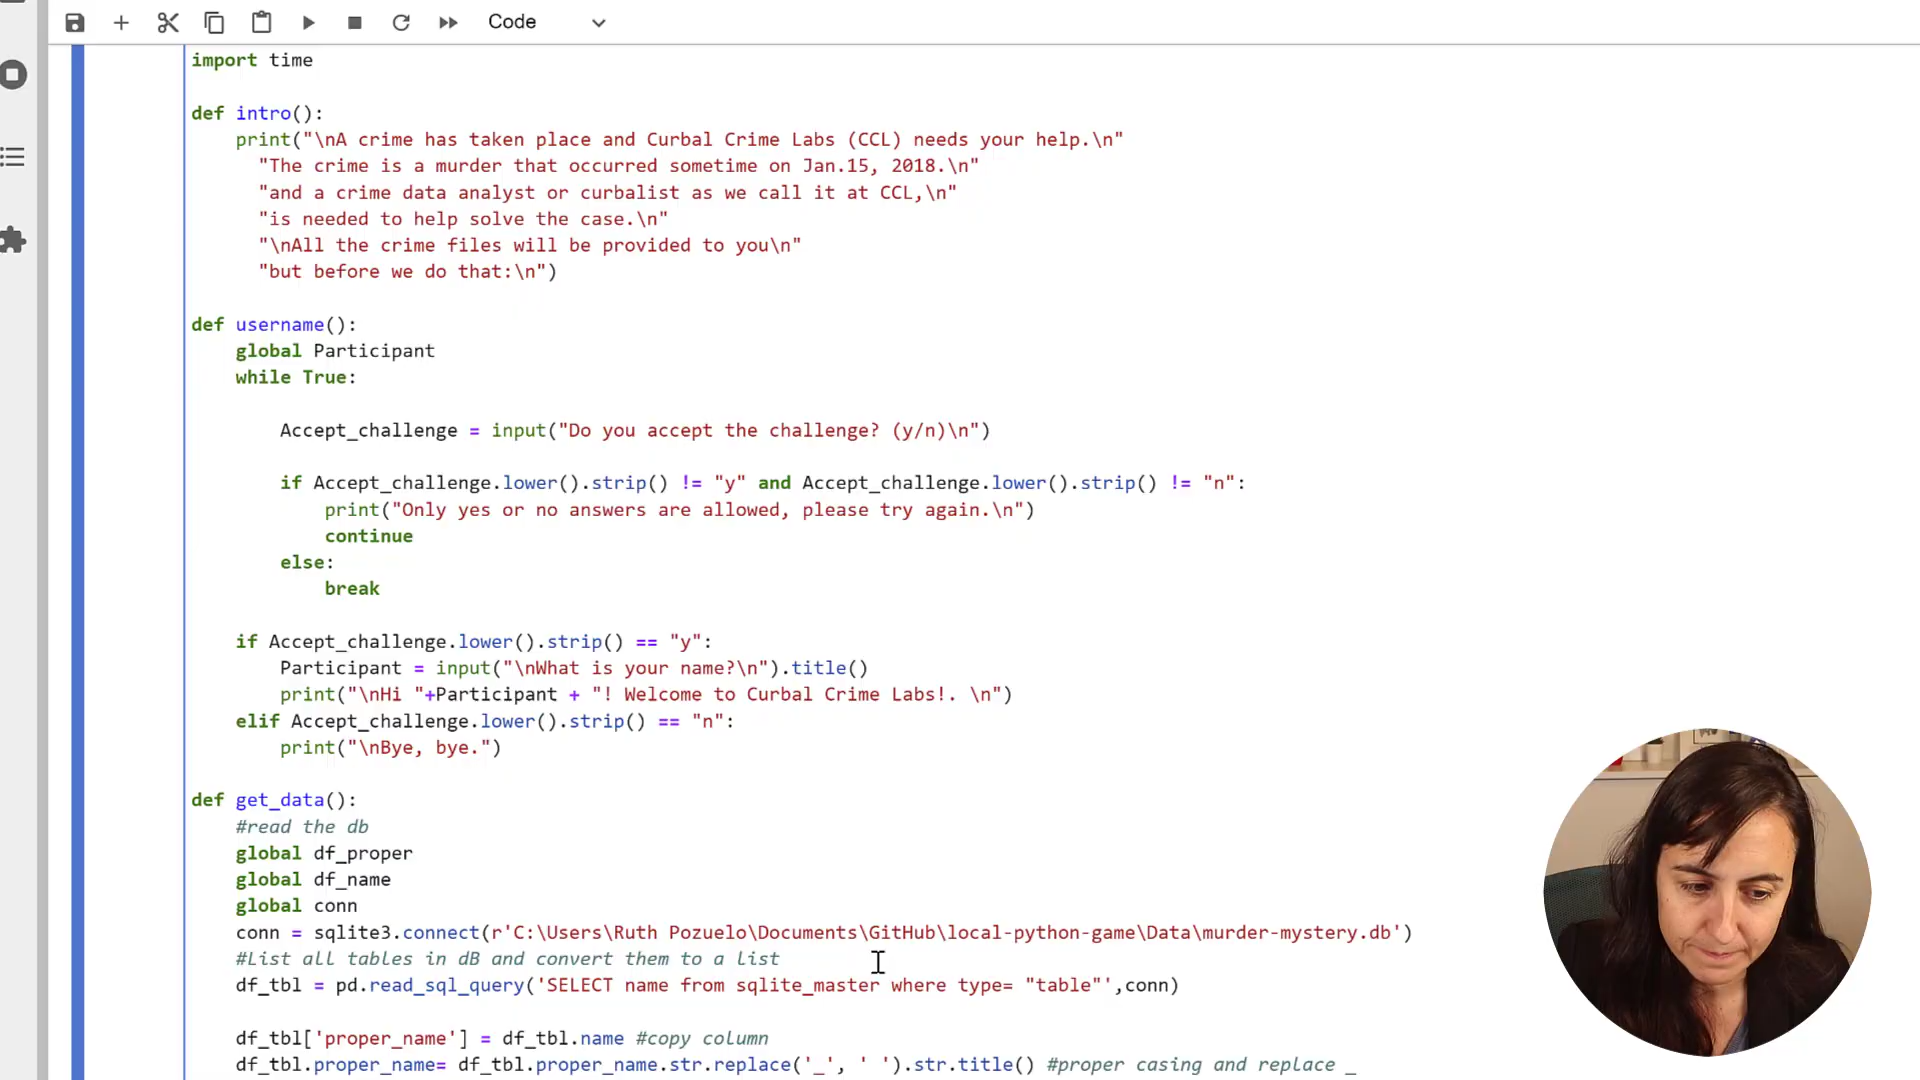 Code
import time
def intro():
print("\nA crime has taken place and Curbal Crime Labs (CCL) needs your help.\n"
"The crime is a murder that occurred sometime on Jan.15, 2018.\n"
"and a crime data analyst or curbalist as we call it at CCL,\n"
"is needed to help solve the case.\n"
"\nAll the crime files will be provided to you\n"
"but before we do that:\n")
def username():
global Participant
while True:
Accept_challenge = input("Do you accept the challenge? (y/n)\n")
if Accept_challenge.lower().strip() != "y" and Accept_challenge.lower().strip() != "n":
print("Only yes or no answers are allowed, please try again.\n")
continue
else:
break
if Accept_challenge.lower().strip() == "y":
Participant = input("\nWhat is your name?\n").title()
print("\nHi "+Participant + "! Welcome to Curbal Crime Labs!. \n")
elif Accept_challenge.lower().strip() == "n":
print("\nBye, bye.")
def get_data():
#read the db
global df_proper
global df_name
global conn
conn = sqlite3.connect(r'C:\Users\Ruth Pozuelo\Documents\GitHub\local-python-game\Data\murder-mystery.db')
#List all tables in dB and convert them to a list
df_tbl = pd.read_sql_query('SELECT name from sqlite_master where type= "table"',conn)
df_tbl['proper_name'] = df_tbl.name #copy column
df_tbl.proper_name= df_tbl.proper_name.str.replace('_', ' ').str.title() #proper casing and replace _